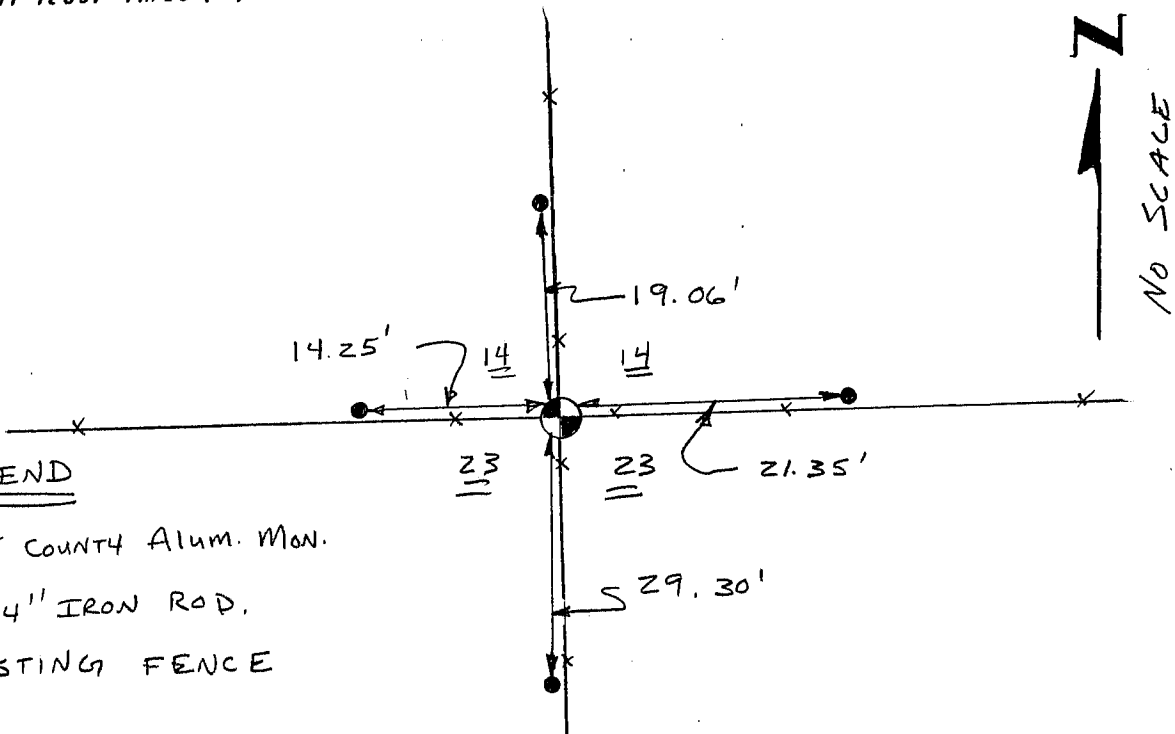 N
NO SCALE
19.06'
14.25'
14 14
23 23
21.35'
END
COUNTY Alum. MON.
4" IRON ROD.
STING FENCE
29.30'